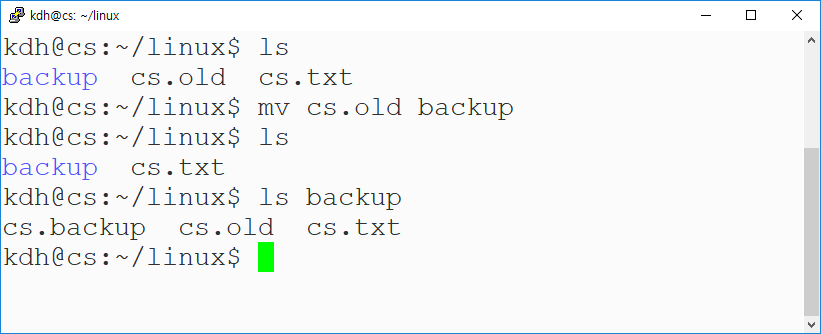 kdh@cs: ~/linux
kdh@cs:~/linux$ ls
backup  cs.old  cs.txt
kdh@cs:~/linux$ mv cs.old backup
kdh@cs:~/linux$ ls
backup  cs.txt
kdh@cs:~/linux$ ls backup
cs.backup  cs.old  cs.txt
kdh@cs:~/linux$